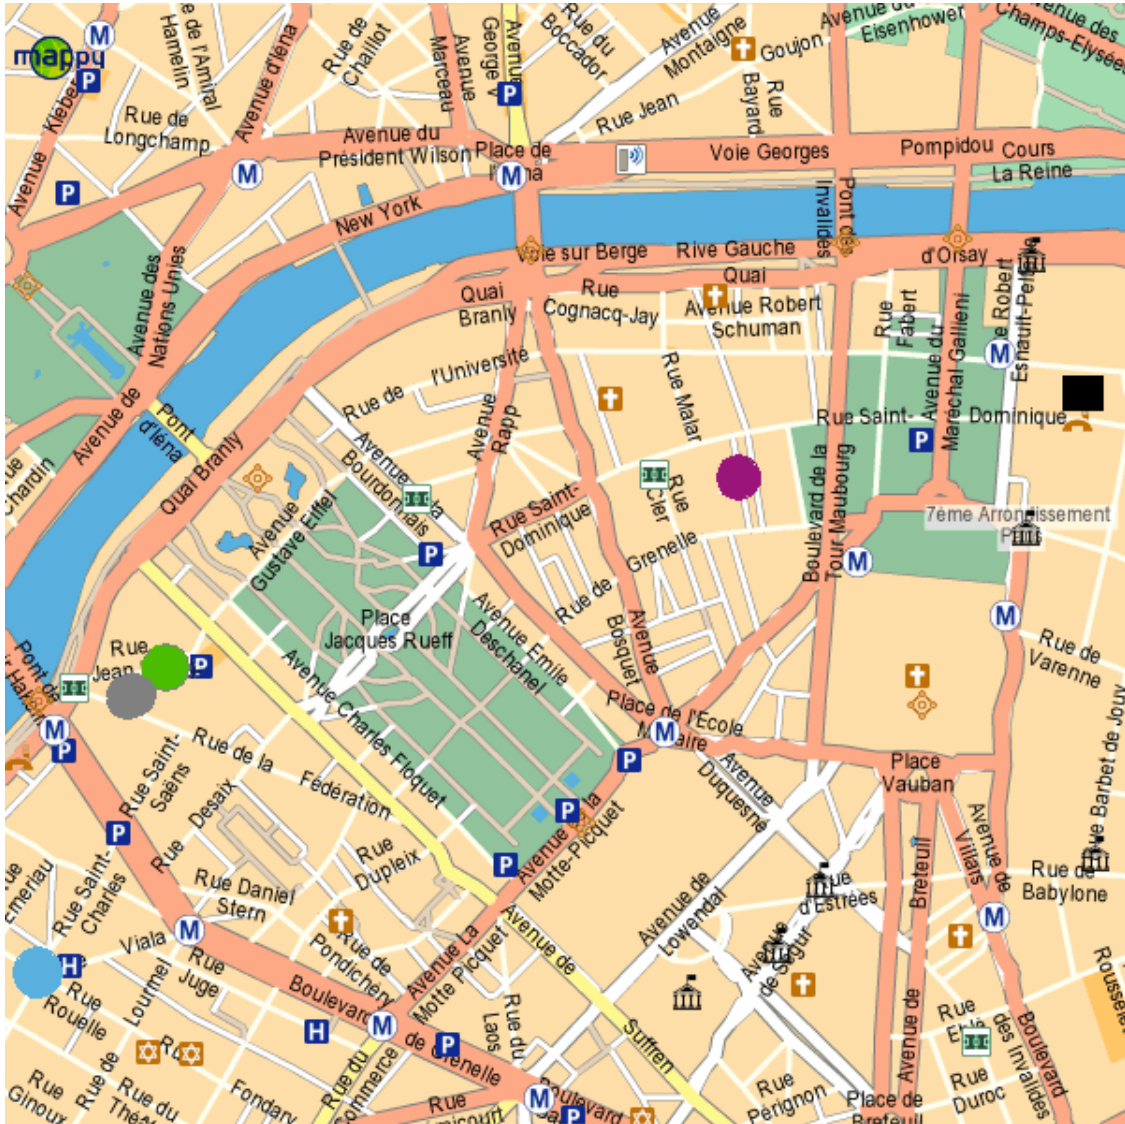 mappy
M
P
Kleber
Avenue
Rue de l'Amiral
Hamelin
Avenue d'Iéna
Rue de
Chaillot
Marceau
Avenue
George V
Avenue
Rue du
Boccador
Avenue
Montaigne
Goujon
Rue
Bayard
Rue Jean
Avenue du
Eisenhower
Avenue des
Champs-Elysées
Rue de
Longchamp
Avenue du
Président Wilson
Place de
Voie Georges
Pompidou
Cours
La Reine
P
M
M
New York
Pont des
Invalides
Voie sur Berge
Rive Gauche
d'Orsay
Quai
Quai
Branly
Rue
Cognacq-Jay
Avenue Robert
Schuman
Rue
Fabert
Avenue du
Maréchal Gallieni
Rue Robert
Esnault-Pelterie
M
Avenue des
Nations Unies
Avenue de
Pont
d'Iéna
Quai Branly
Chardin
Rue de
l'Université
Avenue
Rapp
Rue Malar
Rue Saint-
Dominique
P
Avenue
Bourdonnais
Avenue
Gustave Eiffel
P
Rue Saint-
Dominique
Rue
Cler
Rue de
Grenelle
Boulevard de la
Tour Maubourg
7ème Arrondissement
M
M
Place
Jacques Rueff
Avenue Emile
Deschanel
Avenue
Bosquet
Rue
Jean
P
Pont de
Avenue Charles Floquet
Place de l'Ecole
M
P
Rue de
Varenne
M
P
Rue de la
Fédération
Rue Saint-
Saëns
Desaix
Rue
Avenue
Duquesne
Place
Vauban
Rue Barbet de Jouy
P
P
Rue
Dupleix
P
Avenue
Motte-Picquet
Rue Saint-
Charles
Rue Daniel
Stern
Avenue de
Lowendal
d'Estrées
Breteuil
Avenue de
Villars
Rue de
Babylone
M
Viala
M
H
Rue
Rouelle
Lourmel
Rue de
Rue
Juge
Rue de
Pondichéry
Avenue La
Motte Picquet
Avenue de
Suffren
Avenue
de Ségur
H
Boulevard
M
de Grenelle
P
Rue du
Laos
Rue
Ginoux
Rue du
Fondary
Rue du
Commerce
Rue
M
Boulevard
P
Rue
Pérignon
Avenue de
Place de
Breteuil
Rue
Rue
Duroc
Boulevard
des Invalides
Rousselet